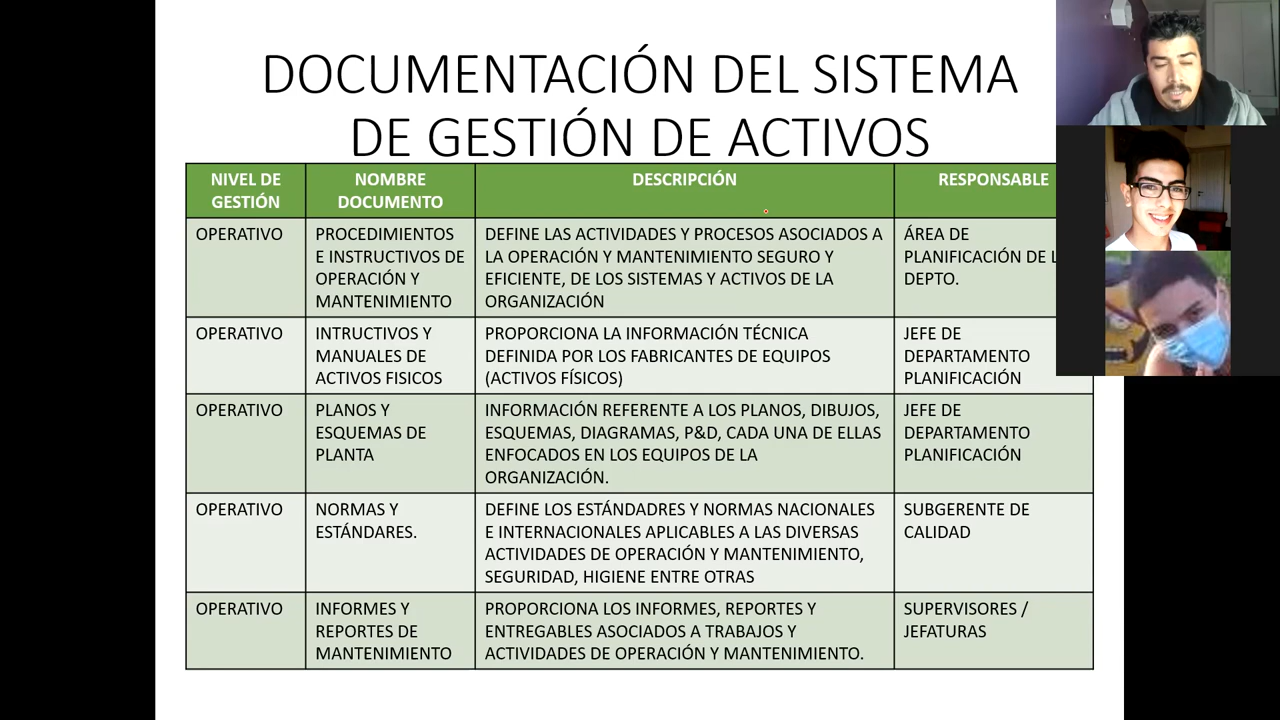 DOCUMENTACIÓN DEL SISTEMA
DE GESTIÓN DE ACTIVOS
NIVEL DE
GESTIÓN
NOMBRE
DOCUMENTO
DESCRIPCIÓN
RESPONSABLE
OPERATIVO
PROCEDIMIENTOS
E INSTRUCTIVOS DE
OPERACIÓN Y
MANTENIMIENTO
DEFINE LAS ACTIVIDADES Y PROCESOS ASOCIADOS A
LA OPERACIÓN Y MANTENIMIENTO SEGURO Y
EFICIENTE, DE LOS SISTEMAS Y ACTIVOS DE LA
ORGANIZACIÓN
ÁREA DE
PLANIFICACIÓN DE
DEPTO.
OPERATIVO
INTRUCTIVOS Y
MANUALES DE
ACTIVOS FISICOS
PROPORCIONA LA INFORMACIÓN TÉCNICA
DEFINIDA POR LOS FABRICANTES DE EQUIPOS
(ACTIVOS FÍSICOS)
JEFE DE
DEPARTAMENTO
PLANIFICACIÓN
OPERATIVO
PLANOS Y
ESQUEMAS DE
PLANTA
INFORMACIÓN REFERENTE A LOS PLANOS, DIBUJOS,
ESQUEMAS, DIAGRAMAS, P&D, CADA UNA DE ELLAS
ENFOCADOS EN LOS EQUIPOS DE LA
ORGANIZACIÓN.
JEFE DE
DEPARTAMENTO
PLANIFICACIÓN
OPERATIVO
NORMAS Y
ESTÁNDARES.
DEFINE LOS ESTÁNDADRES Y NORMAS NACIONALES
E INTERNACIONALES APLICABLES A LAS DIVERSAS
ACTIVIDADES DE OPERACIÓN Y MANTENIMIENTO,
SEGURIDAD, HIGIENE ENTRE OTRAS
SUBGERENTE DE
CALIDAD
OPERATIVO
INFORMES Y
REPORTES DE
MANTENIMIENTO
PROPORCIONA LOS INFORMES, REPORTES Y
ENTREGABLES ASOCIADOS A TRABAJOS Y
ACTIVIDADES DE OPERACIÓN Y MANTENIMIENTO.
SUPERVISORES /
JEFATURAS